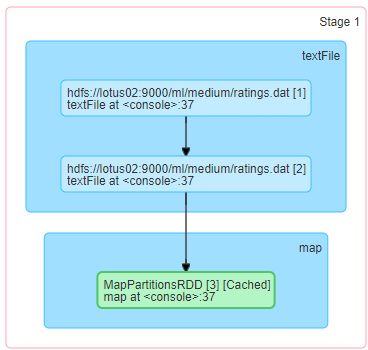 Stage 1
textFile
hdfs://lotus02:9000/ml/medium/ratings.dat [1]
textFile at <console>:37
hdfs://lotus02:9000/ml/medium/ratings.dat [2]
textFile at <console>:37
map
MapPartitionsRDD [3] [Cached]
map at <console>:37